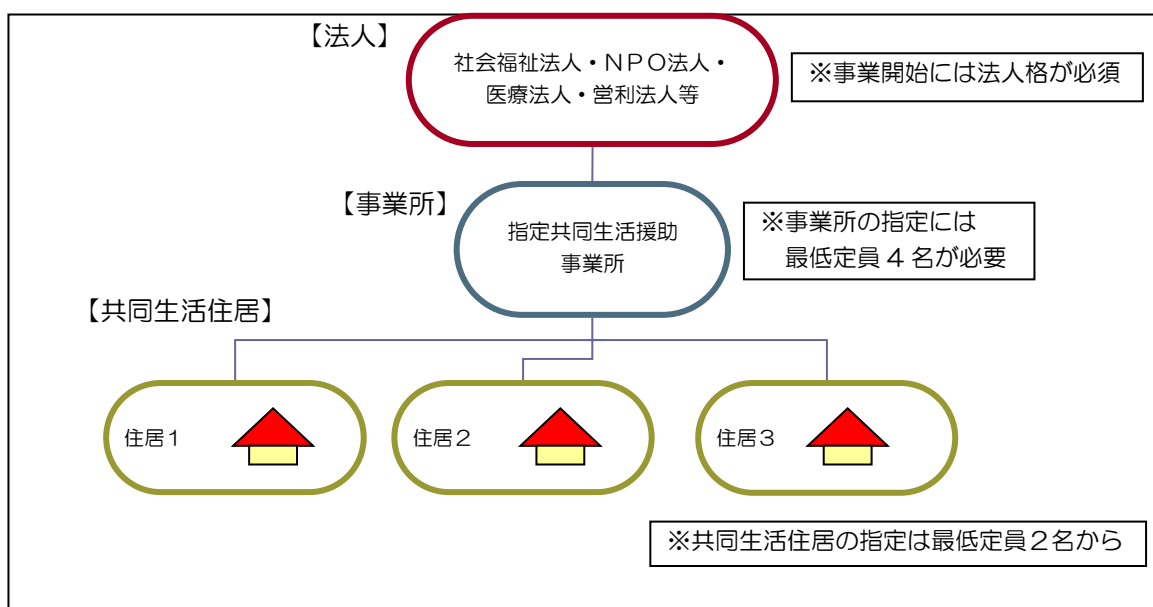 【法人】
社会福祉法人・ＮＰＯ法人・
医療法人・営利法人等
※事業開始には法人格が必須
【事業所】
指定共同生活援助
事業所
※事業所の指定には
最低定員４名が必要
【共同生活住居】
住居１
住居２
住居３
※共同生活住居の指定は最低定員２名から